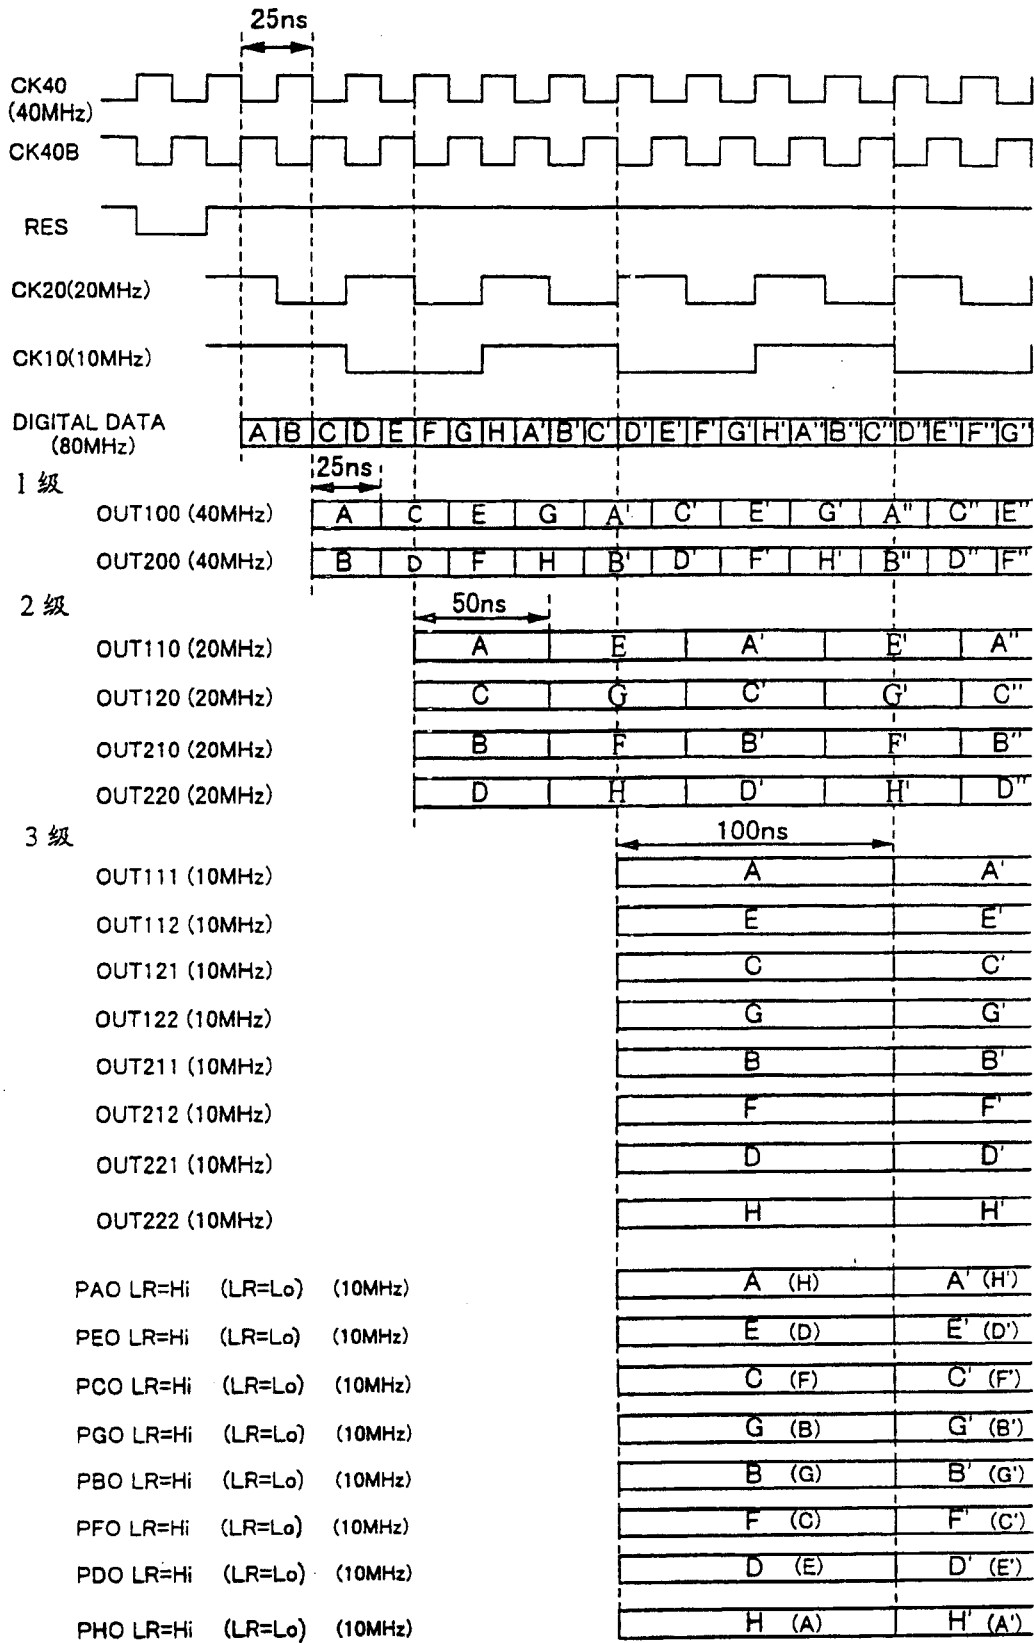 25ns
CK40
(40MHz)
CK40B
RES
CK20(20MHz)
CK10(10MHz)
DIGITAL DATA
(80MHz)
A B C D E F G H A' B' C' D' E' F' G' H' A" B" C" D" E" F" G"
1 级
25ns
OUT100 (40MHz) A C E G A' C' E' G' A" C" E"
OUT200 (40MHz) B D F H B' D' F' H' B" D" F"
2 级
50ns
OUT110 (20MHz) A E A' E' A"
OUT120 (20MHz) C G C' G' C"
OUT210 (20MHz) B F B' F' B"
OUT220 (20MHz) D H D' H' D"
3 级
100ns
OUT111 (10MHz) A A'
OUT112 (10MHz) E E'
OUT121 (10MHz) C C'
OUT122 (10MHz) G G'
OUT211 (10MHz) B B'
OUT212 (10MHz) F F'
OUT221 (10MHz) D D'
OUT222 (10MHz) H H'
PAO LR=Hi (LR=Lo) (10MHz) A (H) A' (H')
PEO LR=Hi (LR=Lo) (10MHz) E (D) E' (D')
PCO LR=Hi (LR=Lo) (10MHz) C (F) C' (F')
PGO LR=Hi (LR=Lo) (10MHz) G (B) G' (B')
PBO LR=Hi (LR=Lo) (10MHz) B (G) B' (G')
PFO LR=Hi (LR=Lo) (10MHz) F (C) F' (C')
PDO LR=Hi (LR=Lo) (10MHz) D (E) D' (E')
PHO LR=Hi (LR=Lo) (10MHz) H (A) H' (A')